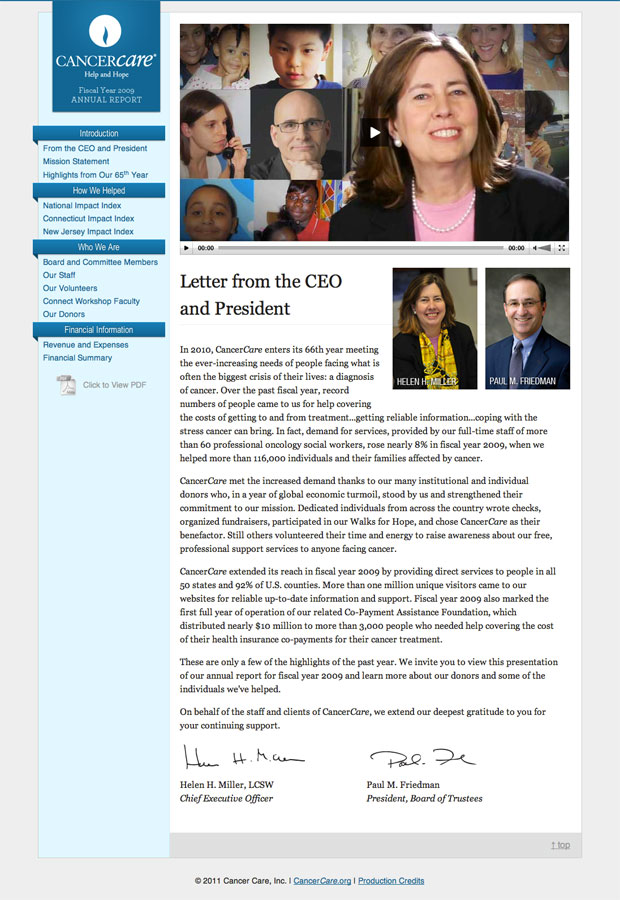 CANCERcare®
Help and Hope
Fiscal Year 2009
ANNUAL REPORT
Introduction
From the CEO and President
Mission Statement
Highlights from Our 65th Year
How We Helped
National Impact Index
Connecticut Impact Index
New Jersey Impact Index
Who We Are
Board and Committee Members
Our Staff
Our Volunteers
Connect Workshop Faculty
Our Donors
Financial Information
Revenue and Expenses
Financial Summary
Click to View PDF
00:00
00:00
Letter from the CEO
and President
HELEN H. MILLER
PAUL M. FRIEDMAN
In 2010, CancerCare enters its 66th year meeting
the ever-increasing needs of people facing what is
often the biggest crisis of their lives: a diagnosis
of cancer. Over the past fiscal year, record
numbers of people came to us for help covering
the costs of getting to and from treatment...getting reliable information...coping with the
stress cancer can bring. In fact, demand for services, provided by our full-time staff of more
than 60 professional oncology social workers, rose nearly 8% in fiscal year 2009, when we
helped more than 116,000 individuals and their families affected by cancer.
CancerCare met the increased demand thanks to our many institutional and individual
donors who, in a year of global economic turmoil, stood by us and strengthened their
commitment to our mission. Dedicated individuals from across the country wrote checks,
organized fundraisers, participated in our Walks for Hope, and chose CancerCare as their
benefactor. Still others volunteered their time and energy to raise awareness about our free,
professional support services to anyone facing cancer.
CancerCare extended its reach in fiscal year 2009 by providing direct services to people in all
50 states and 92% of U.S. counties. More than one million unique visitors came to our
websites for reliable up-to-date information and support. Fiscal year 2009 also marked the
first full year of operation of our related Co-Payment Assistance Foundation, which
distributed nearly $10 million to more than 3,000 people who needed help covering the cost
of their health insurance co-payments for their cancer treatment.
These are only a few of the highlights of the past year. We invite you to view this presentation
of our annual report for fiscal year 2009 and learn more about our donors and some of the
individuals we've helped.
On behalf of the staff and clients of CancerCare, we extend our deepest gratitude to you for
your continuing support.
Helen H. Miller, LCSW
Chief Executive Officer
Paul M. Friedman
President, Board of Trustees
↑ top
© 2011 Cancer Care, Inc. | CancerCare.org | Production Credits